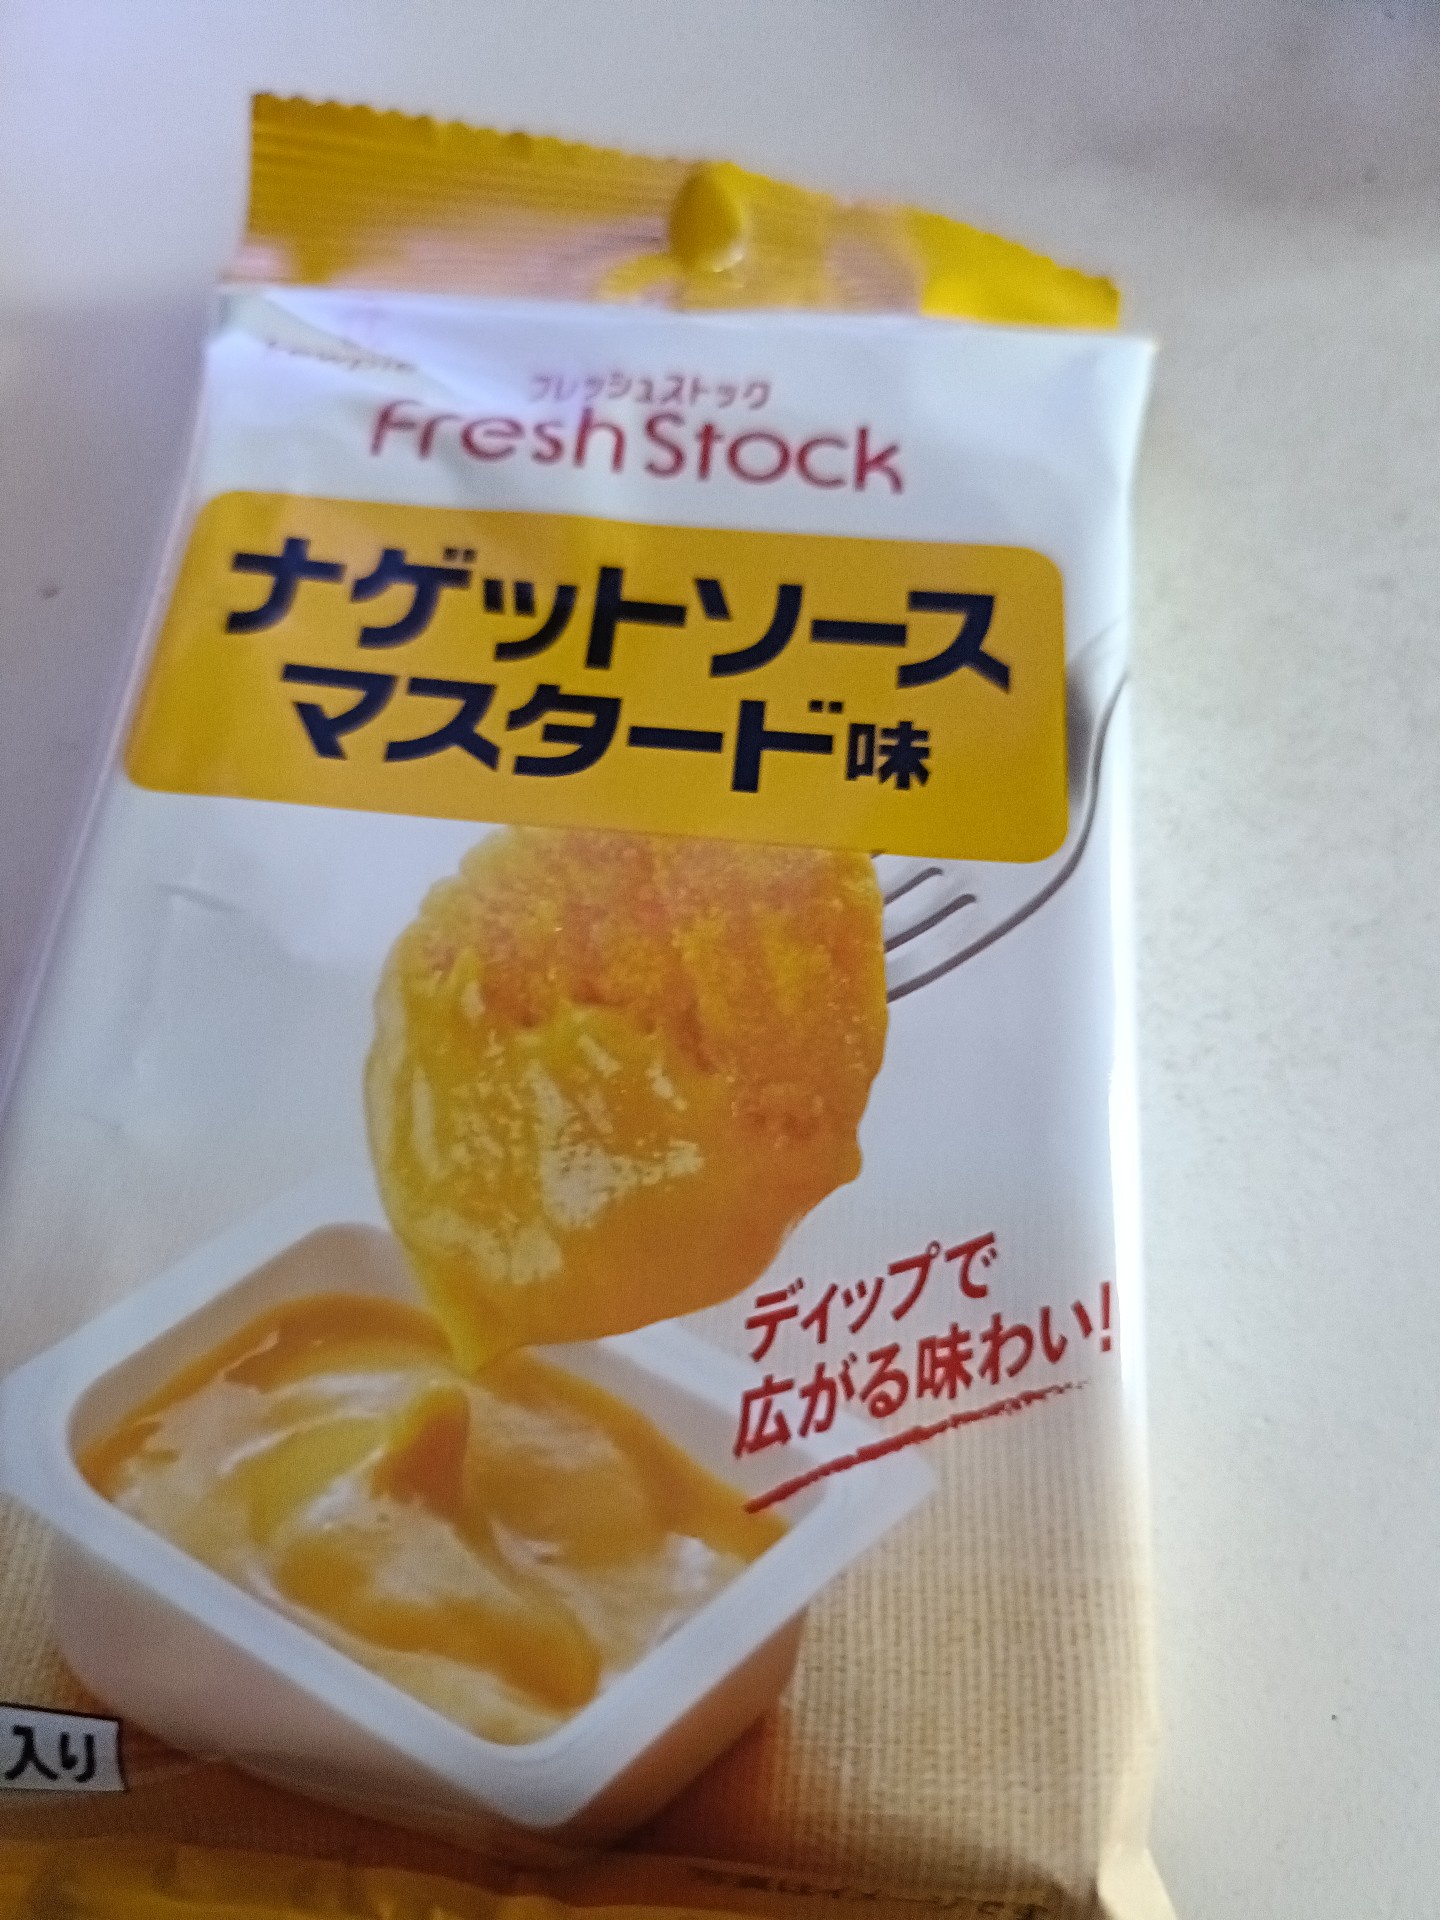 フレッシュストック
Fresh Stock
ナゲットソース
マスタード味
ディップで
広がる味わい!
入り